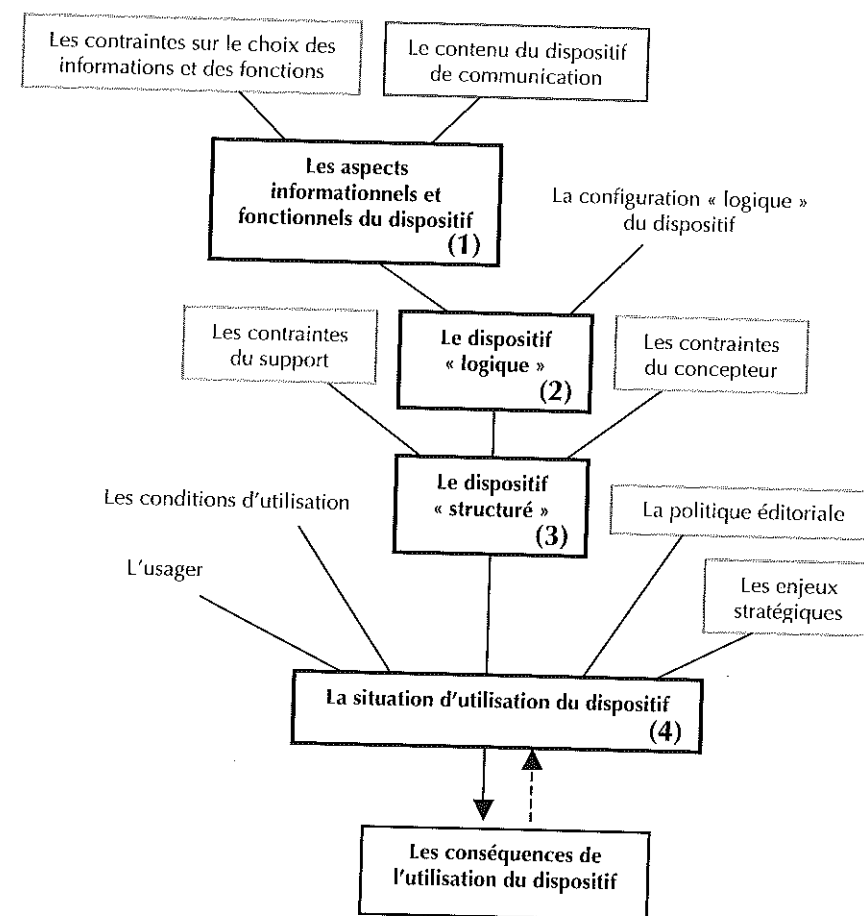 Les contraintes sur le choix des
informations et des fonctions
Le contenu du dispositif
de communication
Les aspects
informationnels et
fonctionnels du dispositif
(1)
La configuration « logique »
du dispositif
Les contraintes
du support
Le dispositif
« logique »
(2)
Les contraintes
du concepteur
Le dispositif
« structuré »
(3)
Les conditions d'utilisation
La politique éditoriale
L'usager
Les enjeux
stratégiques
La situation d'utilisation du dispositif
(4)
Les conséquences de
l'utilisation du dispositif